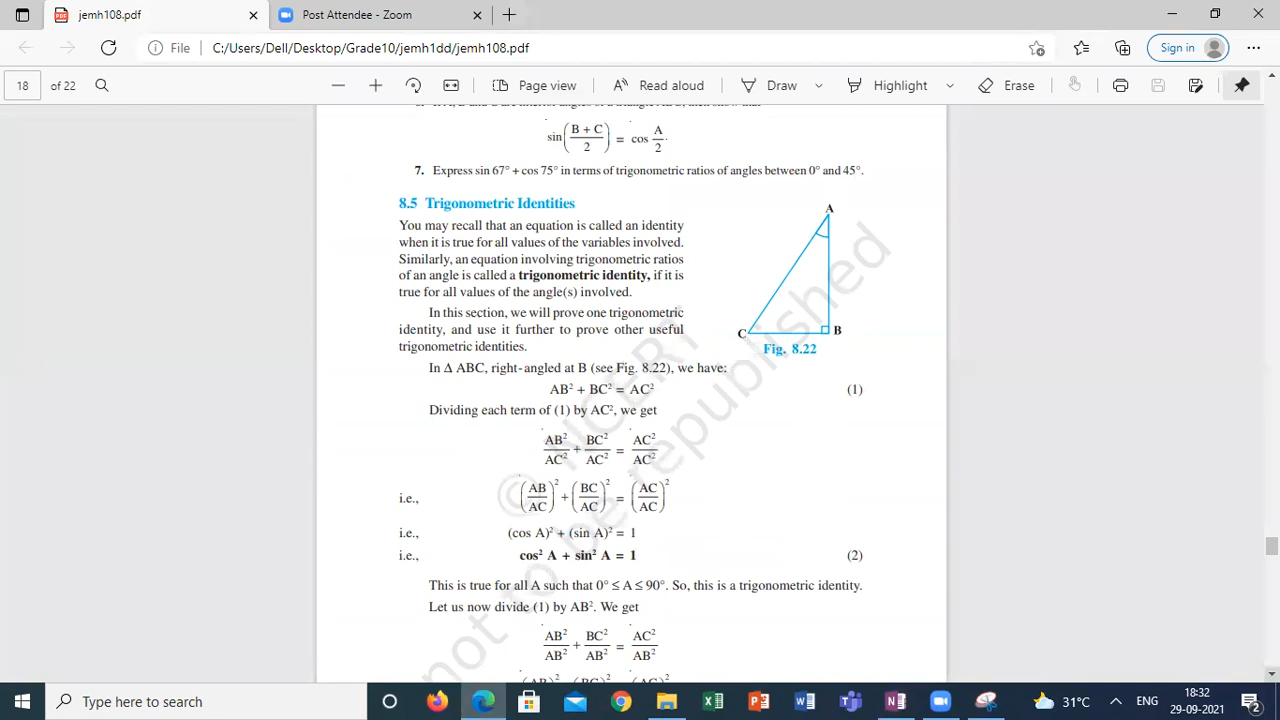 jemh108.pdf
Post Attendee - Zoom
File
C:/Users/Dell/Desktop/Grade10/jemh1dd/jemh108.pdf
Sign in
18 of 22
Page view
Read aloud
Draw
Highlight
Erase
sin(B + C / 2) = cos A / 2.
7. Express sin 67° + cos 75° in terms of trigonometric ratios of angles between 0° and 45°.
8.5 Trigonometric Identities
You may recall that an equation is called an identity
when it is true for all values of the variables involved.
Similarly, an equation involving trigonometric ratios
of an angle is called a trigonometric identity, if it is
true for all values of the angle(s) involved.
In this section, we will prove one trigonometric
identity, and use it further to prove other useful
trigonometric identities.
A
C
B
Fig. 8.22
In Δ ABC, right-angled at B (see Fig. 8.22), we have:
AB² + BC² = AC² (1)
Dividing each term of (1) by AC², we get
AB²/AC² + BC²/AC² = AC²/AC²
i.e., (AB/AC)² + (BC/AC)² = (AC/AC)²
i.e., (cos A)² + (sin A)² = 1
i.e., cos² A + sin² A = 1 (2)
This is true for all A such that 0° ≤ A ≤ 90°. So, this is a trigonometric identity.
Let us now divide (1) by AB². We get
AB²/AB² + BC²/AB² = AC²/AB²
© NCERT
not to be republished
Type here to search
31°C
ENG
18:32
29-09-2021
2